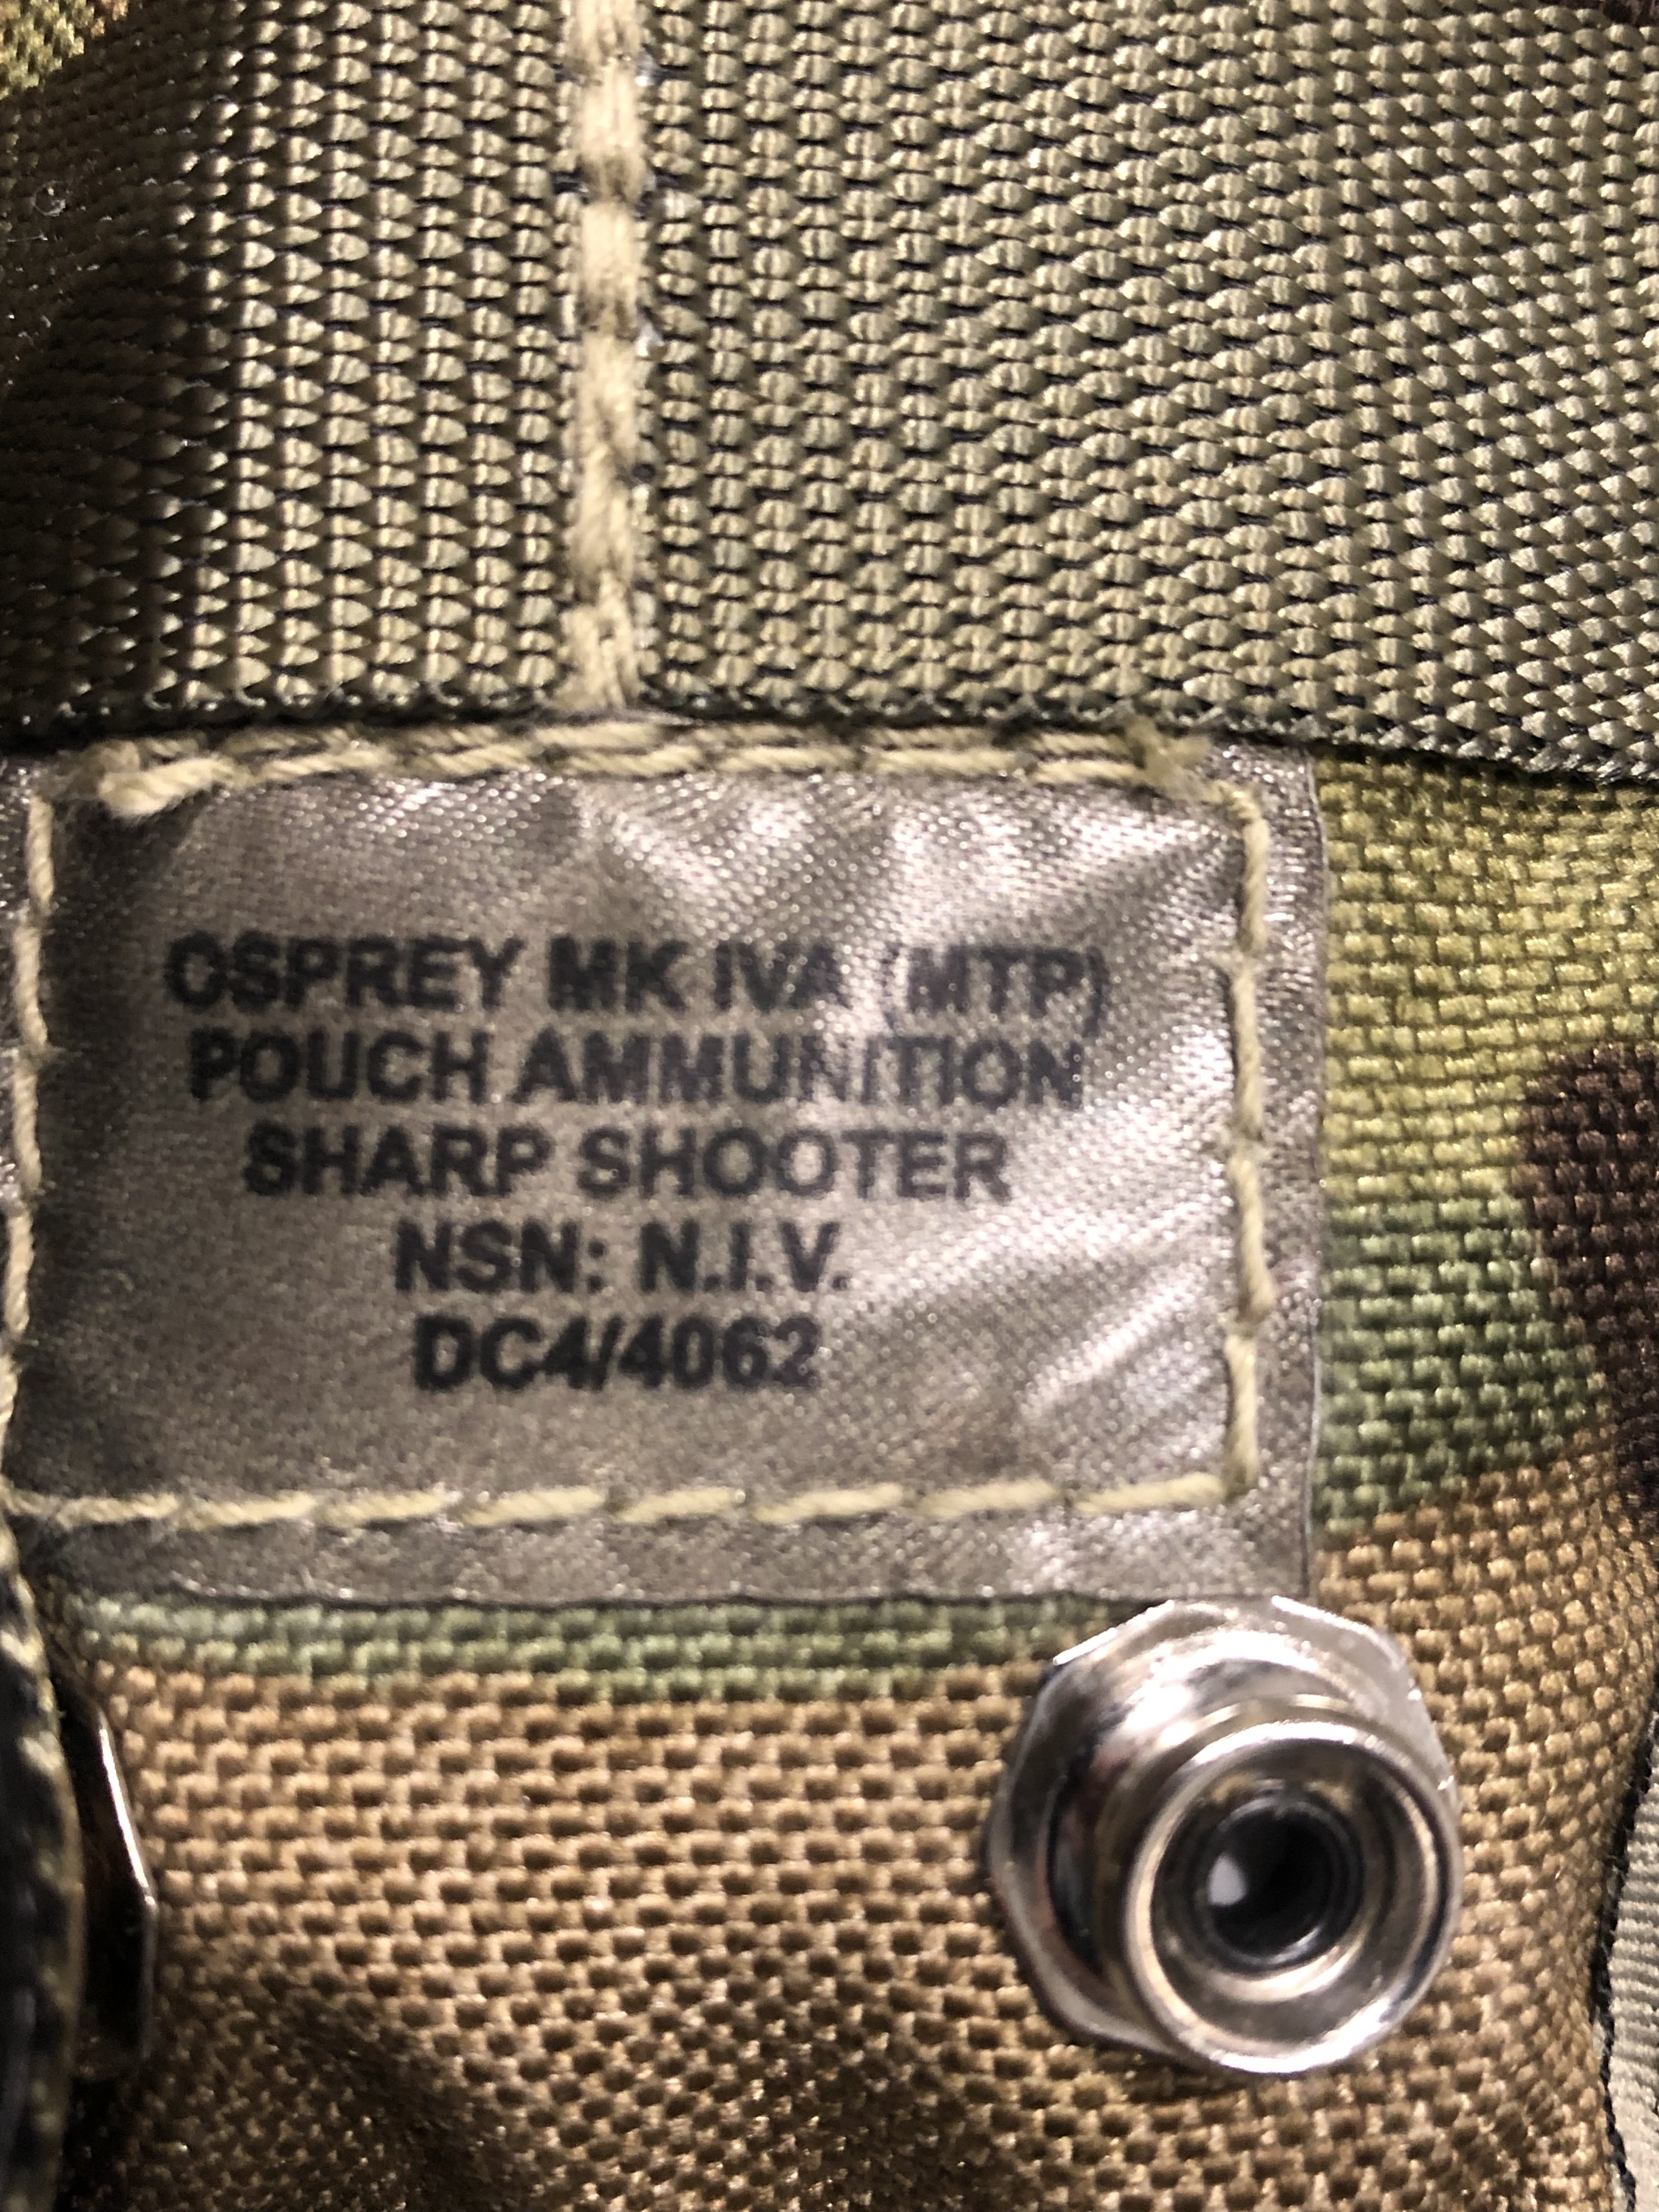 OSPREY MK IVA (MTP)
POUCH AMMUNITION
SHARP SHOOTER
NSN: N.I.V.
DC4/4062